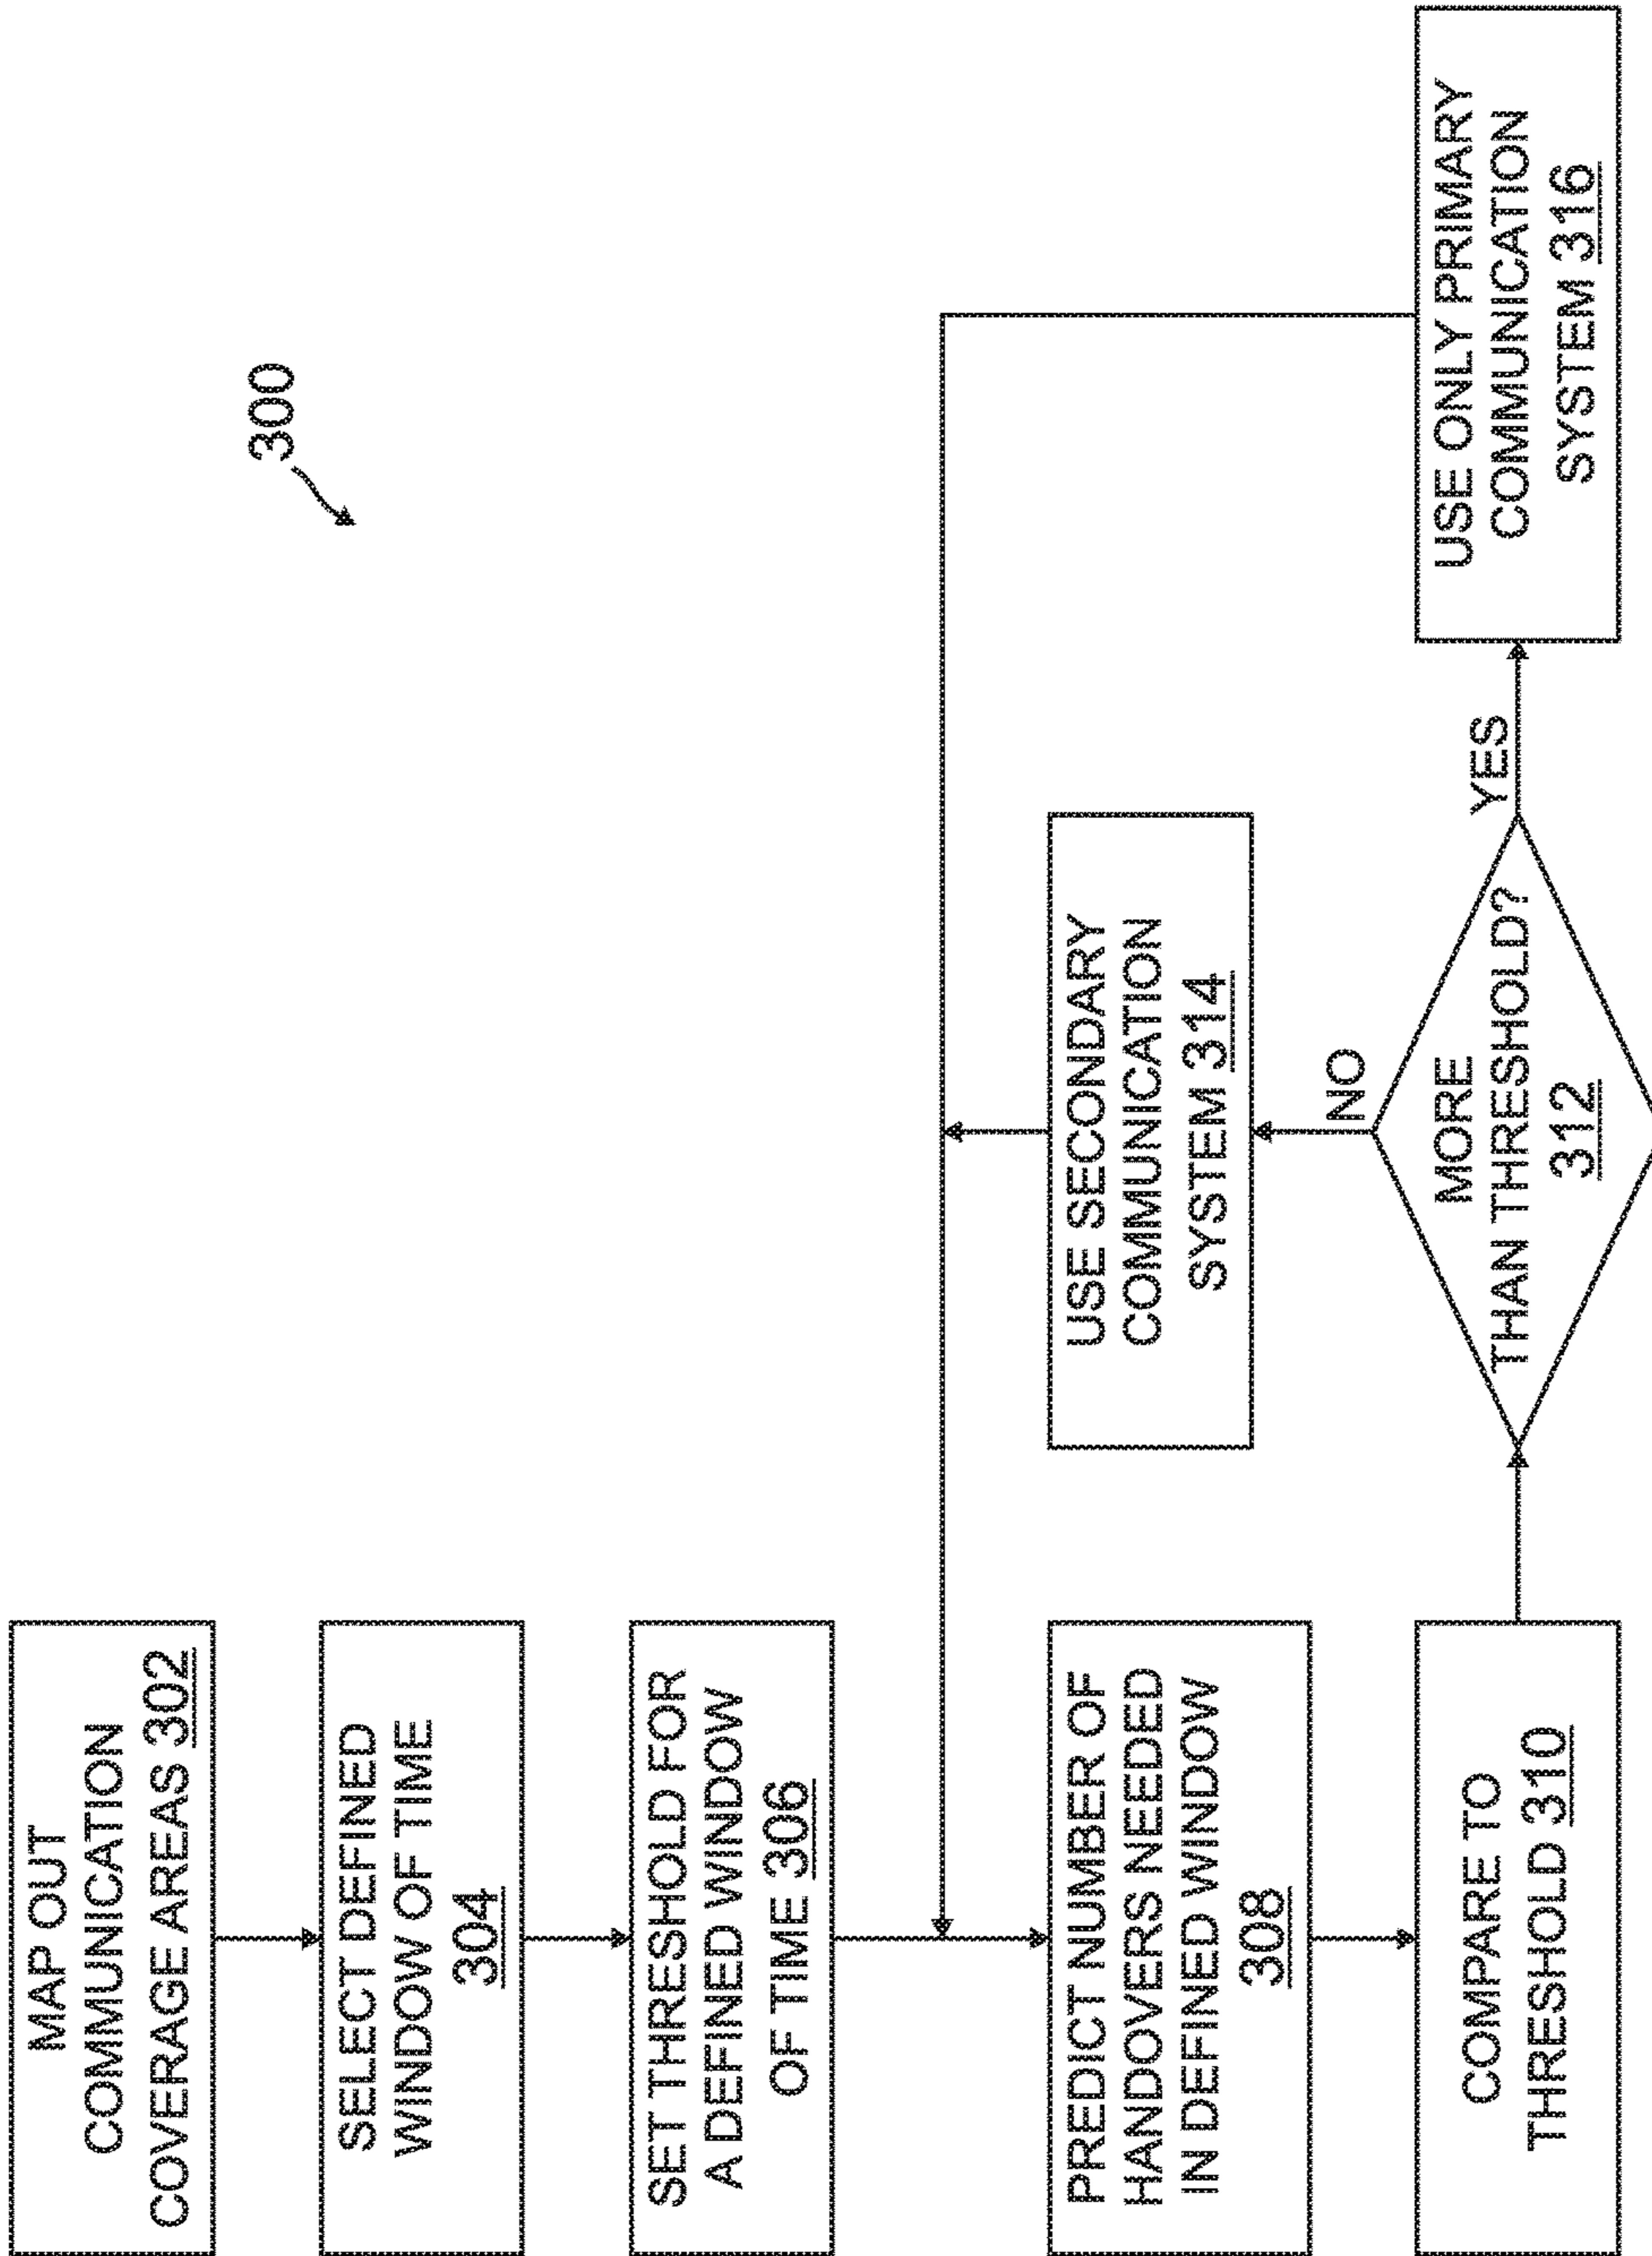 300
MAP OUT
COMMUNICATION
COVERAGE AREAS 302
SELECT DEFINED
WINDOW OF TIME
304
SET THRESHOLD FOR
A DEFINED WINDOW
OF TIME 306
PREDICT NUMBER OF
HANDOVERS NEEDED
IN DEFINED WINDOW
308
COMPARE TO
THRESHOLD 310
MORE
THAN THRESHOLD?
312
NO
USE SECONDARY
COMMUNICATION
SYSTEM 314
YES
USE ONLY PRIMARY
COMMUNICATION
SYSTEM 316